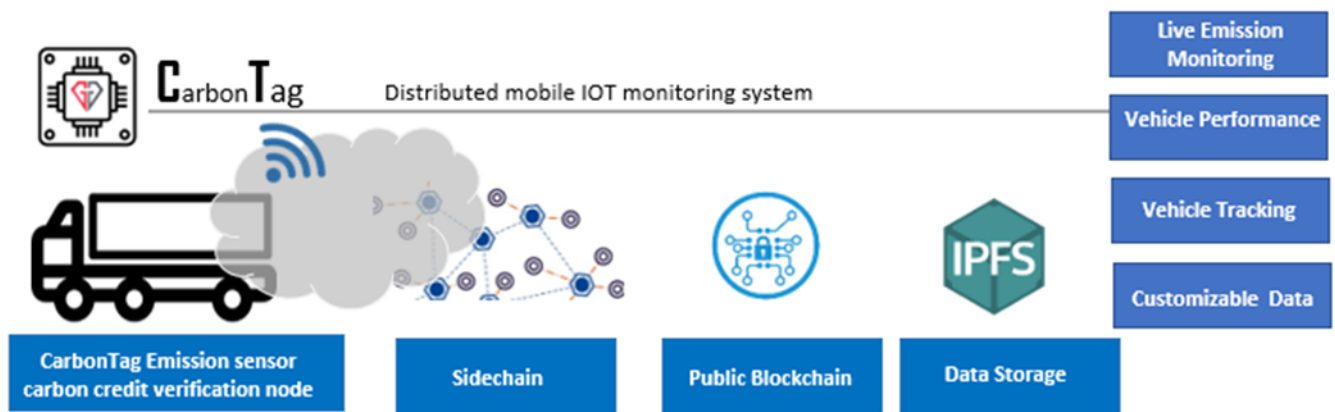 CarbonTag
Distributed mobile IOT monitoring system
Live Emission
Monitoring
Vehicle Performance
Vehicle Tracking
Customizable Data
IPFS
CarbonTag Emission sensor
carbon credit verification node
Sidechain
Public Blockchain
Data Storage